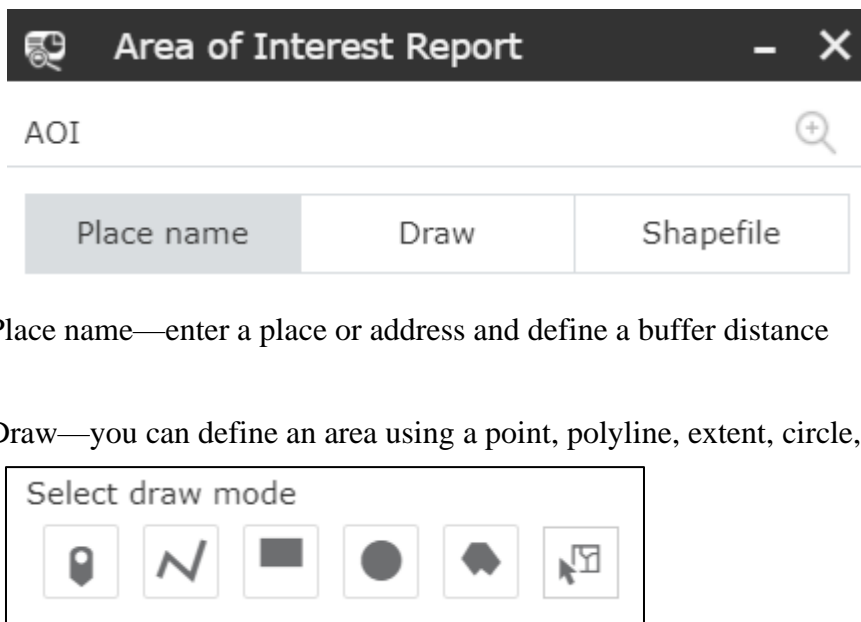 Area of Interest Report
AOI
Place name Draw Shapefile
Place name—enter a place or address and define a buffer distance
Draw—you can define an area using a point, polyline, extent, circle,
Select draw mode